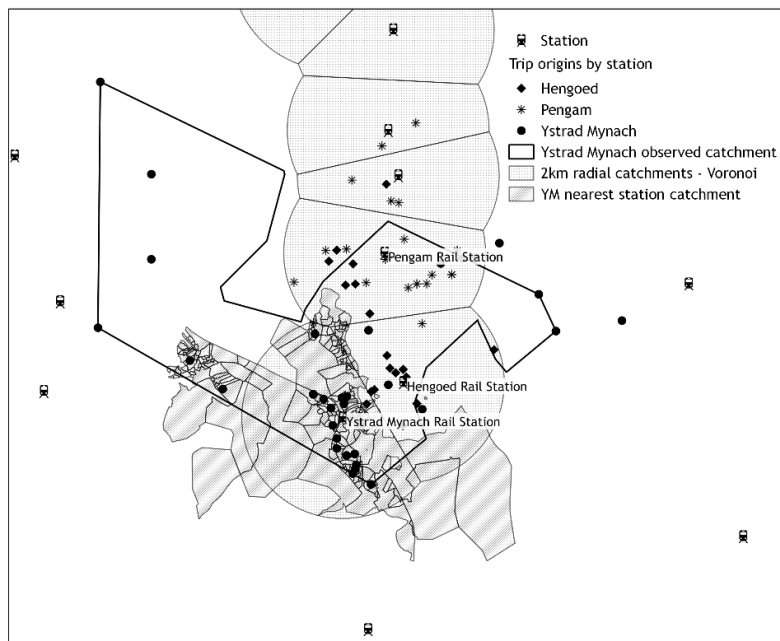 Station
Trip origins by station
Hengoed
Pengam
Ystrad Mynach
Ystrad Mynach observed catchment
2km radial catchments - Voronoi
YM nearest station catchment
Pengam Rail Station
Hengoed Rail Station
Ystrad Mynach Rail Station